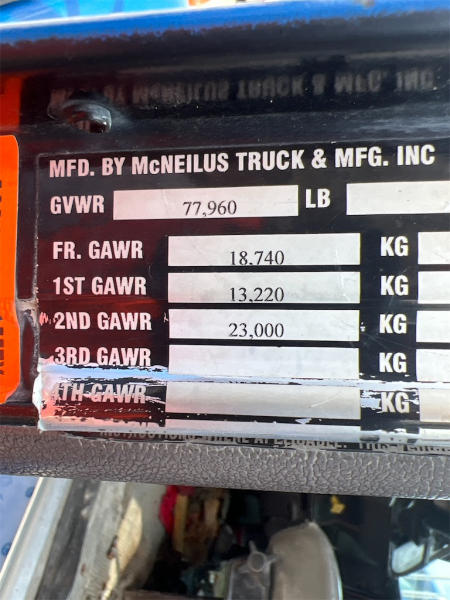 MFD. BY McNEILUS TRUCK & MFG. INC
GVWR 77,960 LB
FR. GAWR 18,740 KG
1ST GAWR 13,220 KG
2ND GAWR 23,000 KG
3RD GAWR KG
4TH GAWR KG